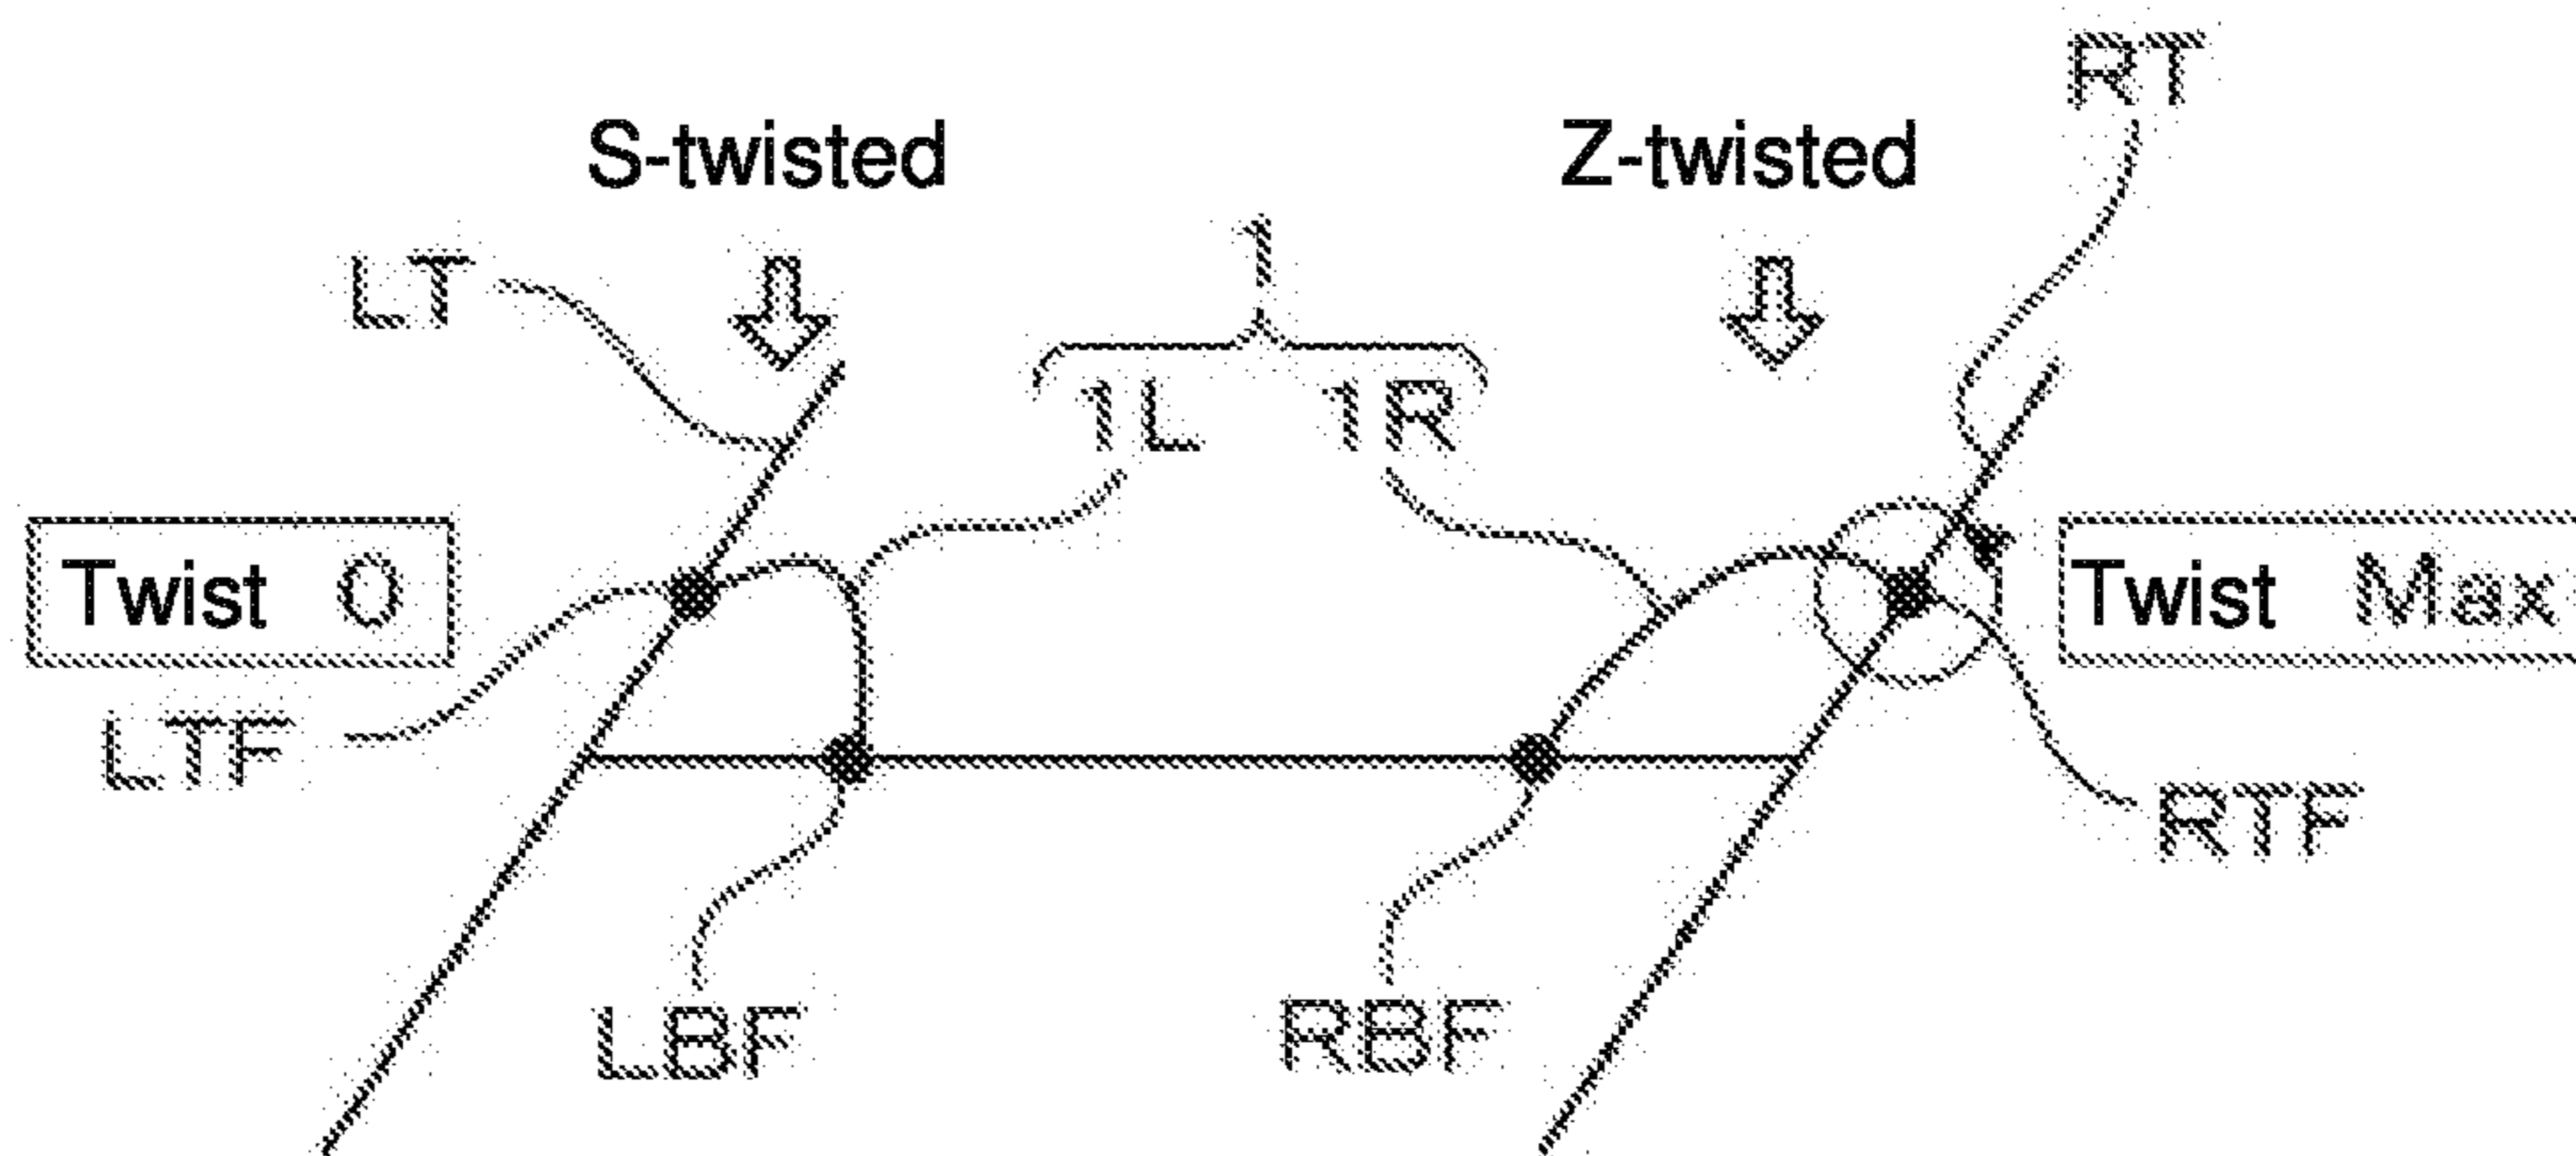 RT
S-twisted
Z-twisted
LT
1
1L
1R
Twist 0
Twist Max
LTF
RTF
LBF
RBF